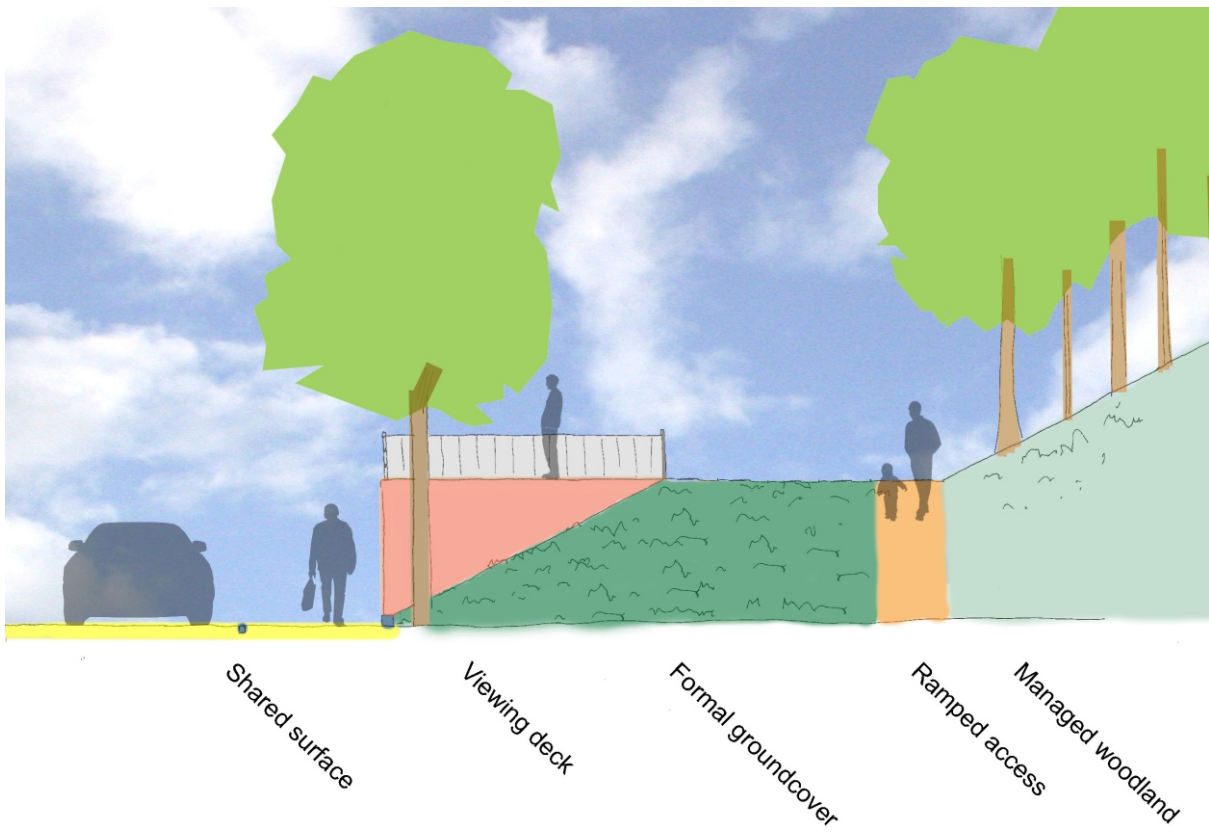 Shared surface
Viewing deck
Formal groundcover
Ramped access
Managed woodland